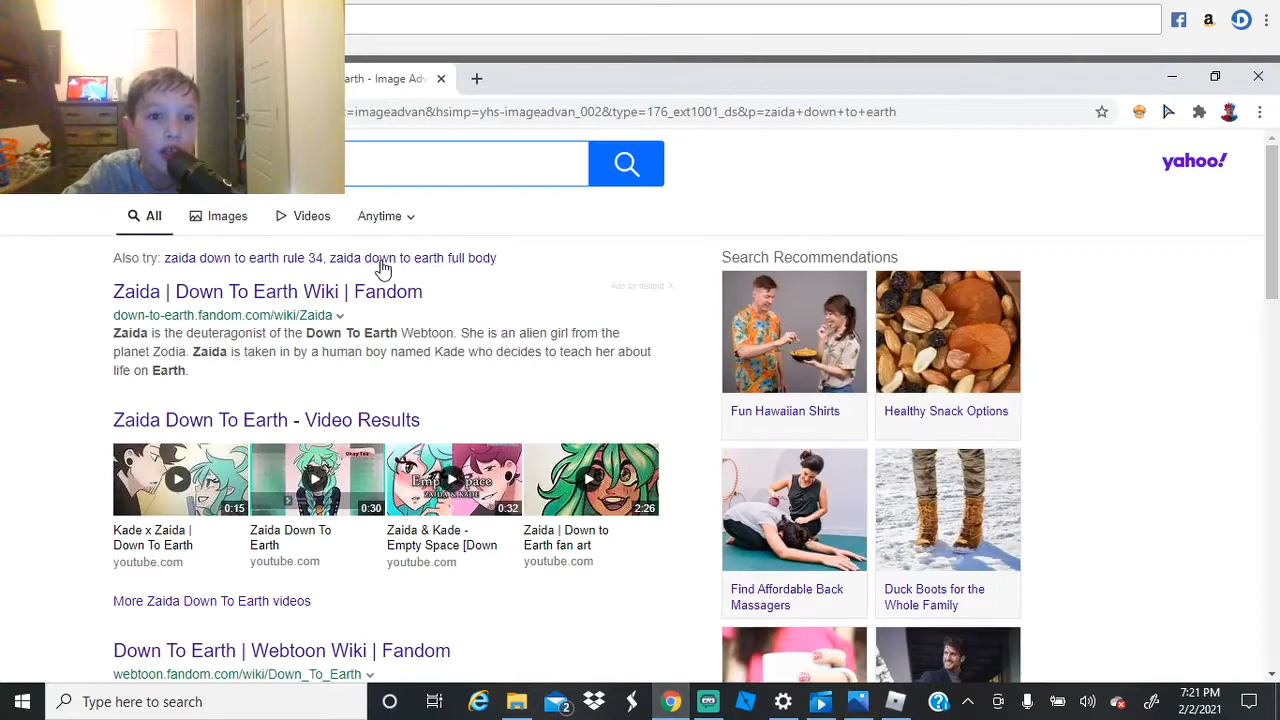 earth - Image Adv
t=imageadvan&hsimp=yhs-imageadvan_002&type=176_ext1001_ds&p=zaida+down+to+earth
yahoo!
All Images Videos Anytime
Also try: zaida down to earth rule 34, zaida down to earth full body
Search Recommendations
Zaida | Down To Earth Wiki | Fandom
down-to-earth.fandom.com/wiki/Zaida
Zaida is the deuteragonist of the Down To Earth Webtoon. She is an alien girl from the
planet Zodia. Zaida is taken in by a human boy named Kade who decides to teach her about
life on Earth.
Fun Hawaiian Shirts
Healthy Snack Options
Zaida Down To Earth - Video Results
Okay Zaa
Empty Space
ZAIDA & KADE
0:15
0:30
0:32
2:26
Kade x Zaida |
Down To Earth
youtube.com
Zaida Down To
Earth
youtube.com
Zaida & Kade -
Empty Space [Down
youtube.com
Zaida | Down to
Earth fan art
youtube.com
Find Affordable Back
Massagers
Duck Boots for the
Whole Family
More Zaida Down To Earth videos
Down To Earth | Webtoon Wiki | Fandom
webtoon.fandom.com/wiki/Down_To_Earth
Type here to search
2
7:21 PM
2/2/2021